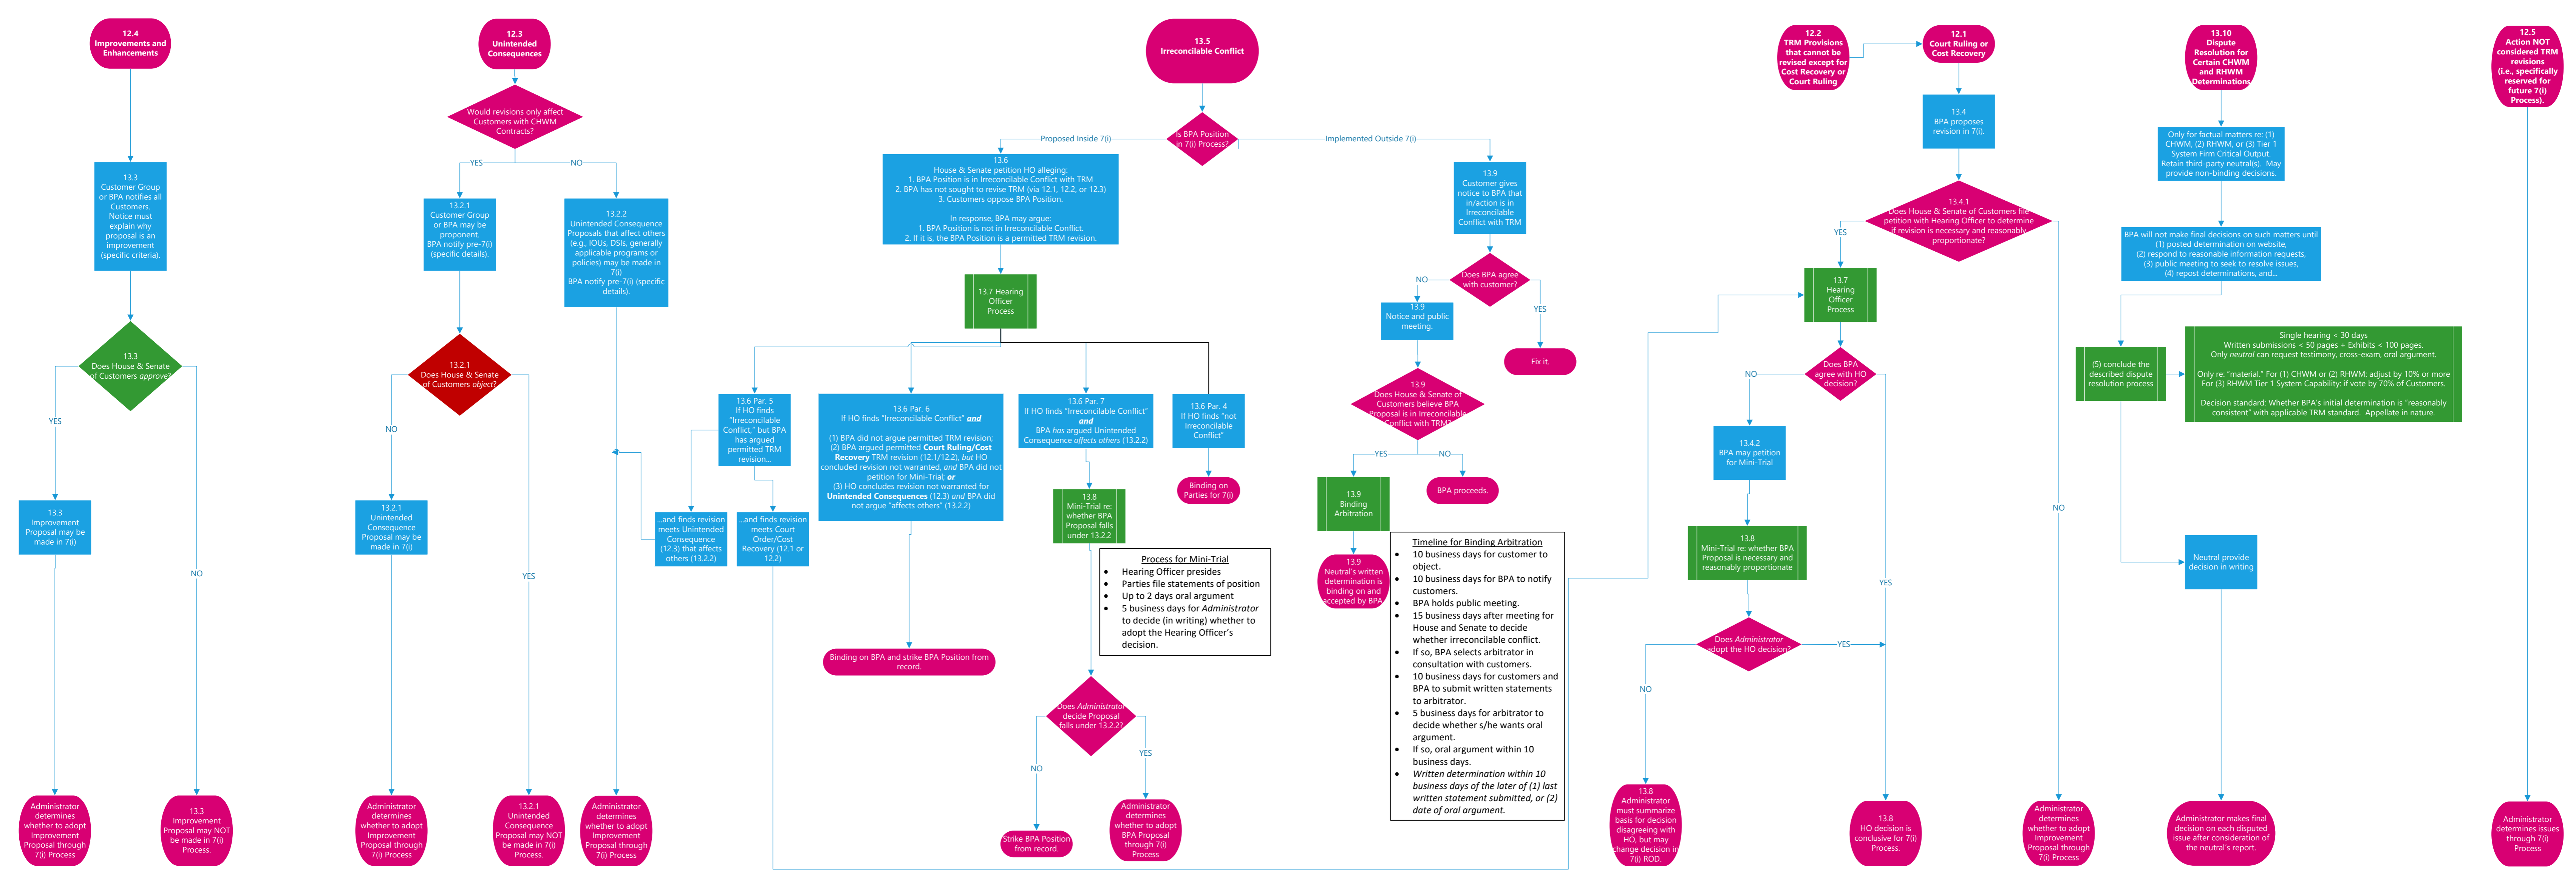 12.4
Improvements and
Enhancements
13.3
Customer Group
or BPA notifies all
Customers.
Notice must
explain why
proposal is an
improvement
(specific criteria).
13.3
Does House & Senate
of Customers approve?
YES
NO
13.3
Improvement
Proposal may be
made in 7(i)
Administrator
determines
whether to adopt
Improvement
Proposal through
7(i) Process
13.3
Improvement
Proposal may NOT
be made in 7(i)
Process.
12.3
Unintended
Consequences
Would revisions only affect
Customers with CHWM
Contracts?
YES
NO
13.2.1
Customer Group
or BPA may be
proponent.
BPA notify pre-7(i)
(specific details).
13.2.2
Unintended Consequence
Proposals that affect others
(e.g., IOUs, DSIs, generally
applicable programs or
policies) may be made in
7(i)
BPA notify pre-7(i) (specific
details).
13.2.1
Does House & Senate
of Customers object?
NO
YES
13.2.1
Unintended
Consequence
Proposal may be
made in 7(i)
Administrator
determines
whether to adopt
Improvement
Proposal through
7(i) Process
13.2.1
Unintended
Consequence
Proposal may NOT
be made in 7(i)
Process.
Administrator
determines
whether to adopt
Improvement
Proposal through
7(i) Process
13.5
Irreconcilable Conflict
Is BPA Position
in 7(i) Process?
Proposed Inside 7(i)
Implemented Outside 7(i)
13.6
House & Senate petition HO alleging:
1. BPA Position is in Irreconcilable Conflict with TRM
2. BPA has not sought to revise TRM (via 12.1, 12.2, or 12.3)
3. Customers oppose BPA Position.
In response, BPA may argue:
1. BPA Position is not in Irreconcilable Conflict.
2. If it is, the BPA Position is a permitted TRM revision.
13.7 Hearing
Officer
Process
13.6 Par. 5
If HO finds
"Irreconcilable
Conflict," but BPA
has argued
permitted TRM
revision...
13.6 Par. 6
If HO finds "Irreconcilable Conflict" and
(1) BPA did not argue permitted TRM revision;
(2) BPA argued permitted Court Ruling/Cost
Recovery TRM revision (12.1/12.2), but HO
concluded revision not warranted, and BPA did not
petition for Mini-Trial; or
(3) HO concludes revision not warranted for
Unintended Consequences (12.3) and BPA did
not argue "affects others" (13.2.2)
13.6 Par. 7
If HO finds "Irreconcilable Conflict"
and
BPA has argued Unintended
Consequence affects others (13.2.2)
13.6 Par. 4
If HO finds "not
Irreconcilable
Conflict"
Binding on
Parties for 7(i)
...and finds revision
meets Unintended
Consequence
(12.3) that affects
others (13.2.2)
...and finds revision
meets Court
Order/Cost
Recovery (12.1 or
12.2)
13.8
Mini-Trial re:
whether BPA
Proposal falls
under 13.2.2
Process for Mini-Trial
• Hearing Officer presides
• Parties file statements of position
• Up to 2 days oral argument
• 5 business days for Administrator
to decide (in writing) whether to
adopt the Hearing Officer's
decision.
Binding on BPA and strike BPA Position from
record.
Does Administrator
decide Proposal
falls under 13.2.2?
NO
YES
Strike BPA Position
from record.
Administrator
determines
whether to adopt
BPA Proposal
through 7(i)
Process
13.9
Customer gives
notice to BPA that
in/action is in
Irreconcilable
Conflict with TRM
Does BPA agree
with customer?
NO
YES
13.9
Notice and public
meeting.
Fix it.
13.9
Does House & Senate of
Customers believe BPA
Proposal is in Irreconcilable
Conflict with TRM?
YES
NO
13.9
Binding
Arbitration
BPA proceeds.
13.9
Neutral's written
determination is
binding on and
accepted by BPA
Timeline for Binding Arbitration
• 10 business days for customer to
object.
• 10 business days for BPA to notify
customers.
• BPA holds public meeting.
• 15 business days after meeting for
House and Senate to decide
whether irreconcilable conflict.
• If so, BPA selects arbitrator in
consultation with customers.
• 10 business days for customers and
BPA to submit written statements
to arbitrator.
• 5 business days for arbitrator to
decide whether s/he wants oral
argument.
• If so, oral argument within 10
business days.
• Written determination within 10
business days of the later of (1) last
written statement submitted, or (2)
date of oral argument.
12.2
TRM Provisions
that cannot be
revised except for
Cost Recovery or
Court Ruling
12.1
Court Ruling or
Cost Recovery
13.4
BPA proposes
revision in 7(i).
13.4.1
Does House & Senate of Customers file
petition with Hearing Officer to determine
if revision is necessary and reasonably
proportionate?
YES
NO
13.7
Hearing
Officer
Process
Does BPA
agree with HO
decision?
NO
YES
13.4.2
BPA may petition
for Mini-Trial
13.8
Mini-Trial re: whether BPA
Proposal is necessary and
reasonably proportionate
Does Administrator
adopt the HO decision?
YES
NO
13.8
Administrator
must summarize
basis for decision
disagreeing with
HO, but may
change decision in
7(i) ROD.
13.8
HO decision is
conclusive for 7(i)
Process.
Administrator
determines
whether to adopt
Improvement
Proposal through
7(i) Process
13.10
Dispute
Resolution for
Certain CHWM
and RHWM
Determinations
Only for factual matters re: (1)
CHWM, (2) RHWM, or (3) Tier 1
System Firm Critical Output.
Retain third-party neutral(s).  May
provide non-binding decisions.
BPA will not make final decisions on such matters until
(1) posted determination on website,
(2) respond to reasonable information requests,
(3) public meeting to seek to resolve issues,
(4) repost determinations, and...
(5) conclude the
described dispute
resolution process
Single hearing < 30 days
Written submissions < 50 pages + Exhibits < 100 pages.
Only neutral can request testimony, cross-exam, oral argument.
Only re: "material." For (1) CHWM or (2) RHWM: adjust by 10% or more
For (3) RHWM Tier 1 System Capability: if vote by 70% of Customers.
Decision standard: Whether BPA's initial determination is "reasonably
consistent" with applicable TRM standard.  Appellate in nature.
Neutral provide
decision in writing
Administrator makes final
decision on each disputed
issue after consideration of
the neutral's report.
12.5
Action NOT
considered TRM
revisions
(i.e., specifically
reserved for
future 7(i)
Process).
Administrator
determines issues
through 7(i)
Process